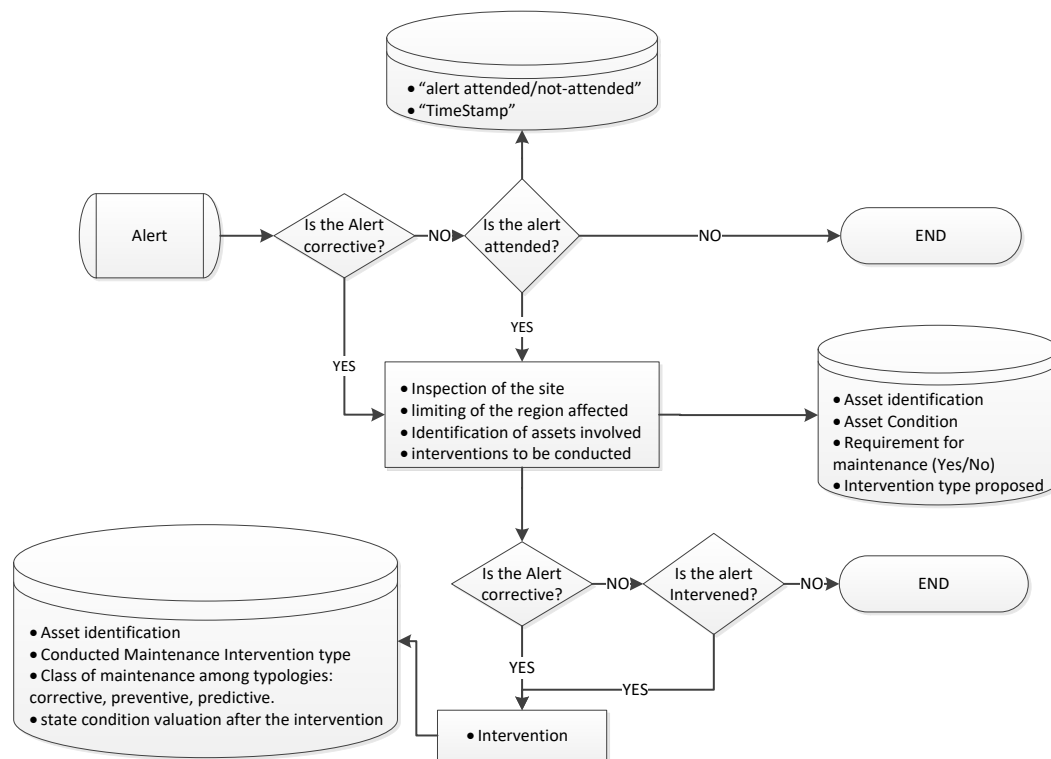 • “alert attended/not-attended”
• “TimeStamp”
Alert
Is the Alert
corrective?
NO
Is the alert
attended?
NO
END
YES
YES
• Inspection of the site
• limiting of the region affected
• Identification of assets involved
• interventions to be conducted
• Asset identification
• Asset Condition
• Requirement for
maintenance (Yes/No)
• Intervention type proposed
Is the Alert
corrective?
NO
Is the alert
Intervened?
NO
END
• Asset identification
• Conducted Maintenance Intervention type
• Class of maintenance among typologies:
corrective, preventive, predictive.
• state condition valuation after the intervention
YES
YES
• Intervention